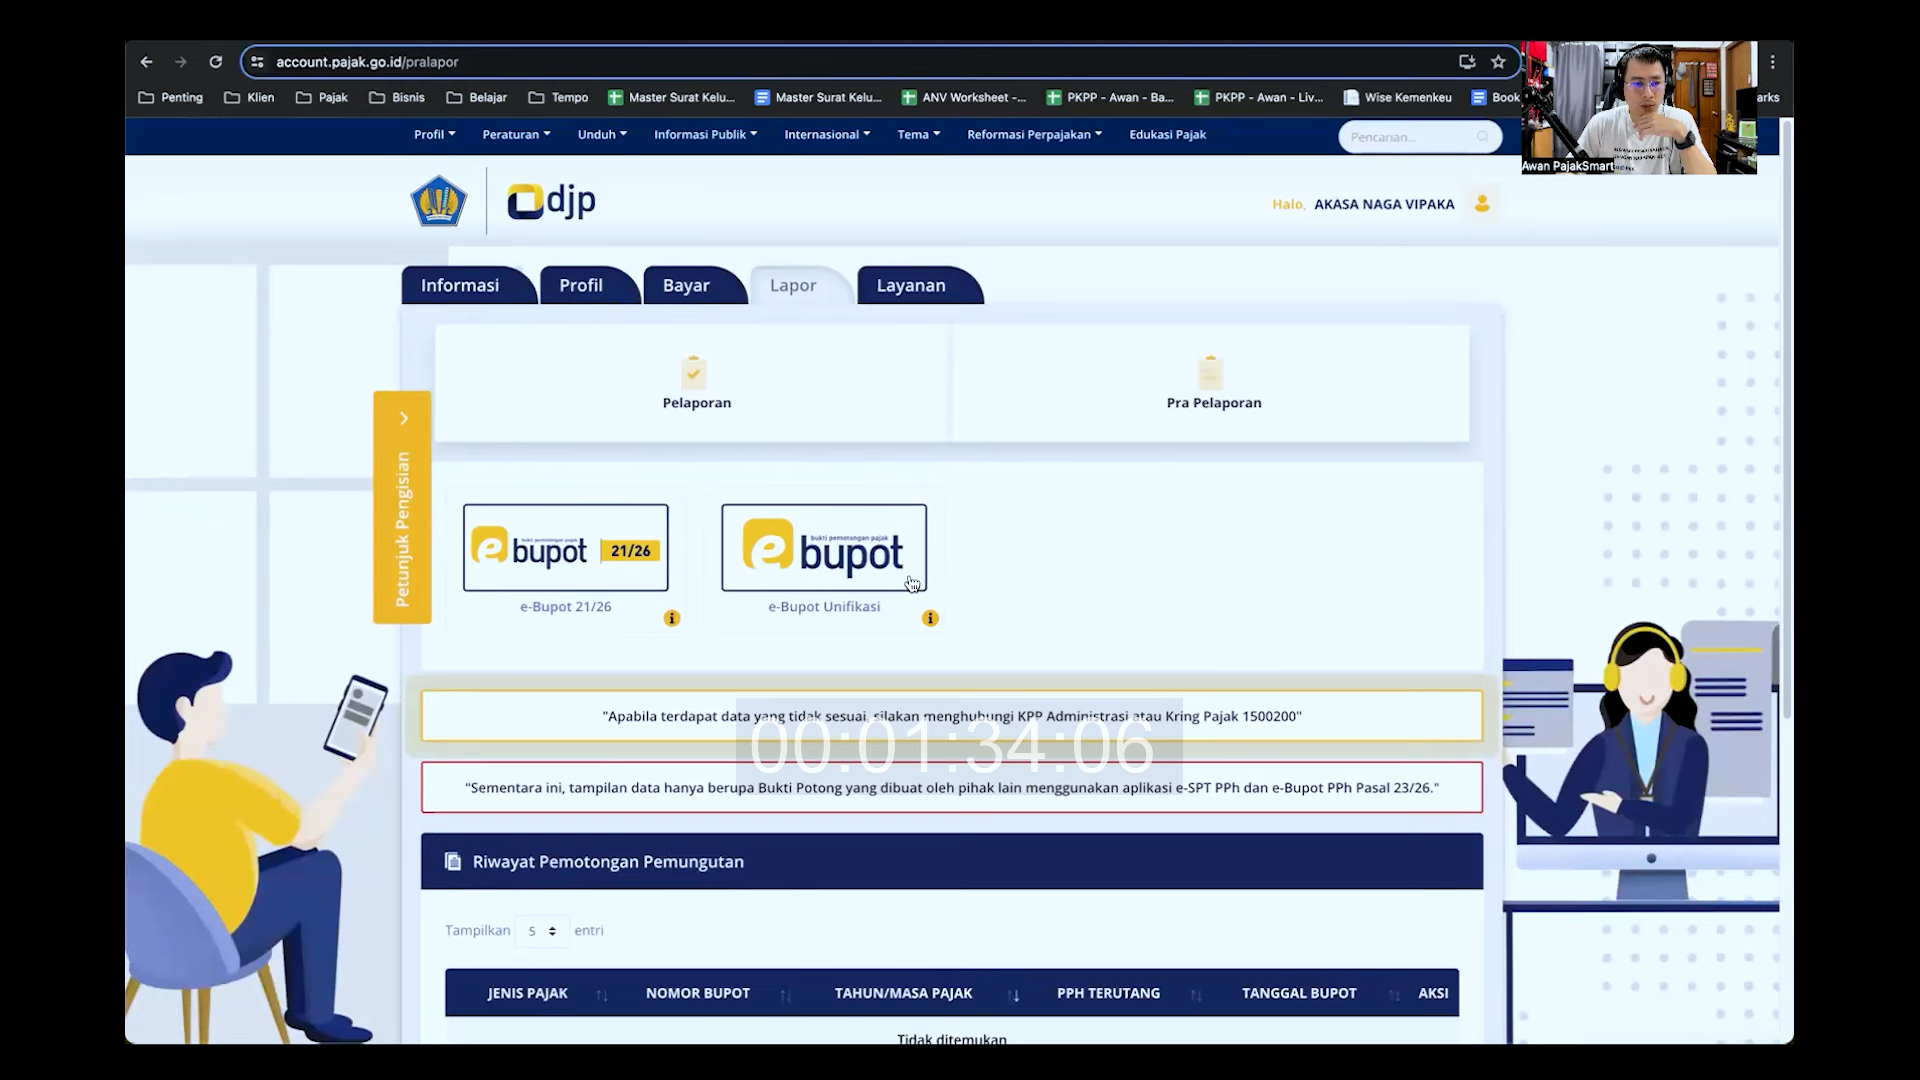 account.pajak.go.id/pralapor
Penting
Klien
Pajak
Bisnis
Belajar
Tempo
Master Surat Kelu...
Master Surat Kelu...
ANV Worksheet -...
PKPP - Awan - Ba...
PKPP - Awan - Liv...
Wise Kemenkeu
Book
arks
Profil
Peraturan
Unduh
Informasi Publik
Internasional
Tema
Reformasi Perpajakan
Edukasi Pajak
Pencarian...
Awan PajakSmart
djp
Halo, AKASA NAGA VIPAKA
Informasi
Profil
Bayar
Lapor
Layanan
Pelaporan
Pra Pelaporan
Petunjuk Pengisian
e bukti pemotongan pajak
bupot 21/26
e bukti pemotongan pajak
bupot
e-Bupot 21/26
e-Bupot Unifikasi
"Apabila terdapat data yang tidak sesuai, silakan menghubungi KPP Administrasi atau Kring Pajak 1500200"
00:01:34:06
"Sementara ini, tampilan data hanya berupa Bukti Potong yang dibuat oleh pihak lain menggunakan aplikasi e-SPT PPh dan e-Bupot PPh Pasal 23/26."
Riwayat Pemotongan Pemungutan
Tampilkan 5 entri
JENIS PAJAK
NOMOR BUPOT
TAHUN/MASA PAJAK
PPH TERUTANG
TANGGAL BUPOT
AKSI
Tidak ditemukan